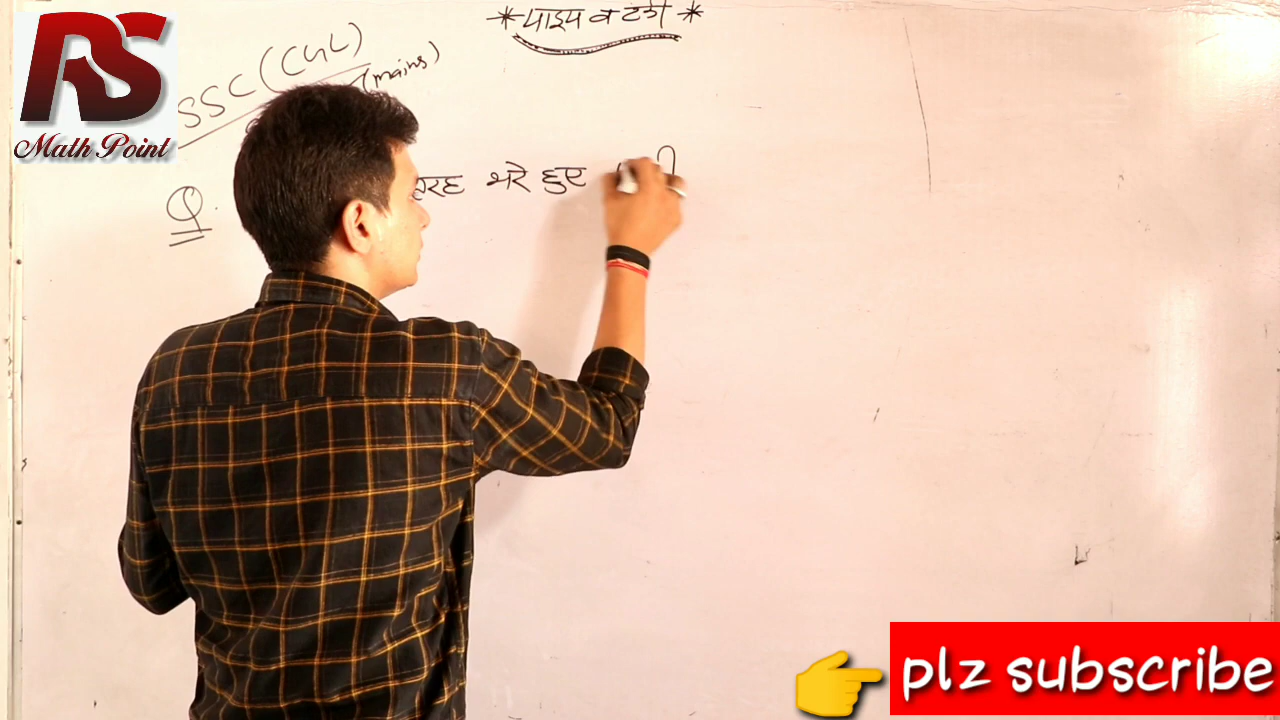 RS
Math Point
* पाइप व टंकी *
SSC (CGL)
(mains)
Q.
भरे हुए
plz subscribe